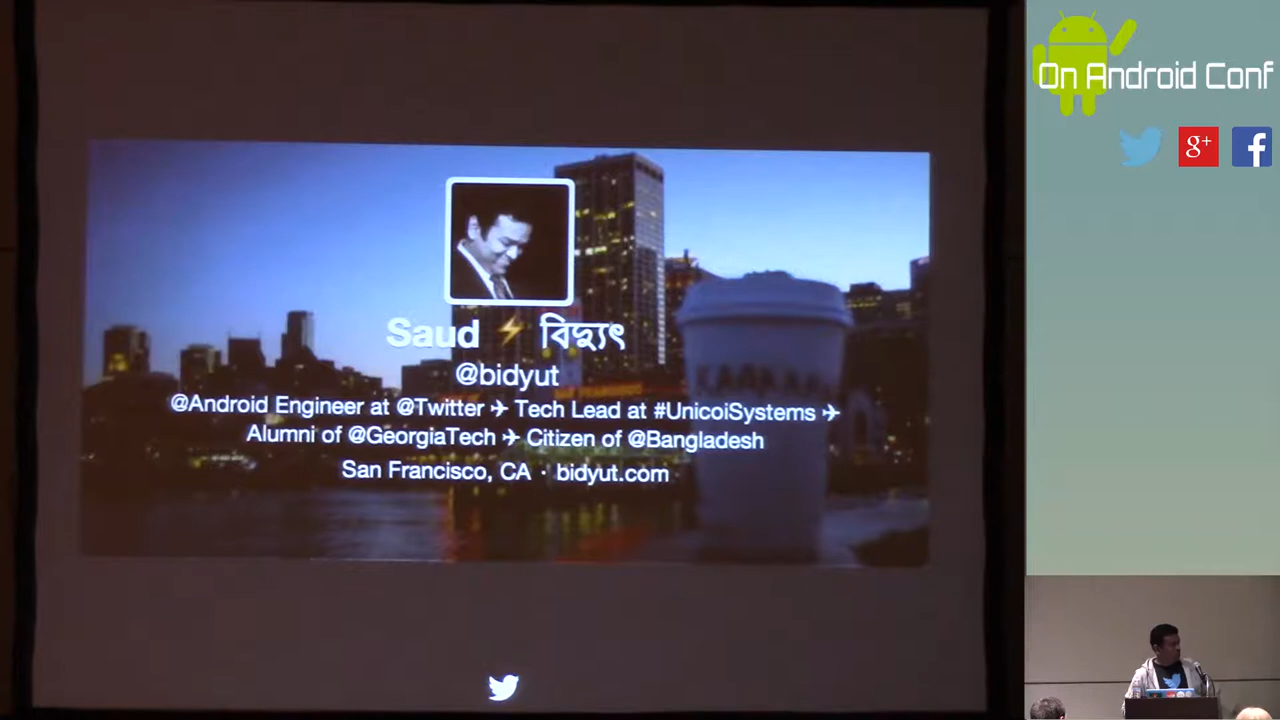 Saud ⚡ বিদ্যুৎ
@bidyut
@Android Engineer at @Twitter ✈ Tech Lead at #UnicoiSystems ✈
Alumni of @GeorgiaTech ✈ Citizen of @Bangladesh
San Francisco, CA · bidyut.com
On Android Conf
g+
f